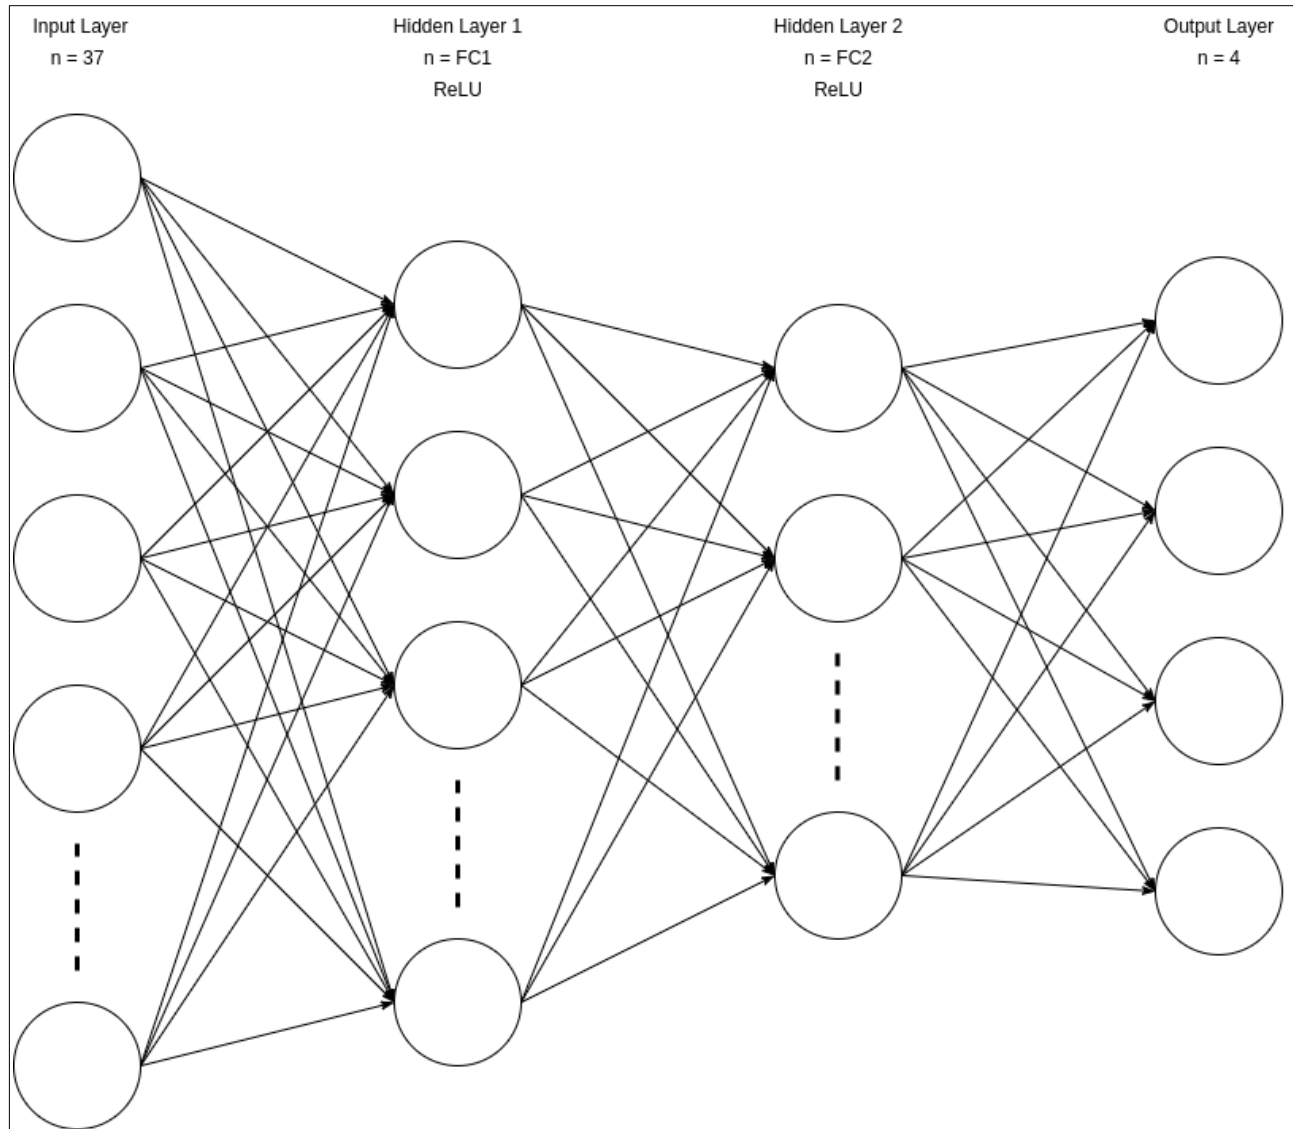 Input Layer
n = 37
Hidden Layer 1
n = FC1
ReLU
Hidden Layer 2
n = FC2
ReLU
Output Layer
n = 4